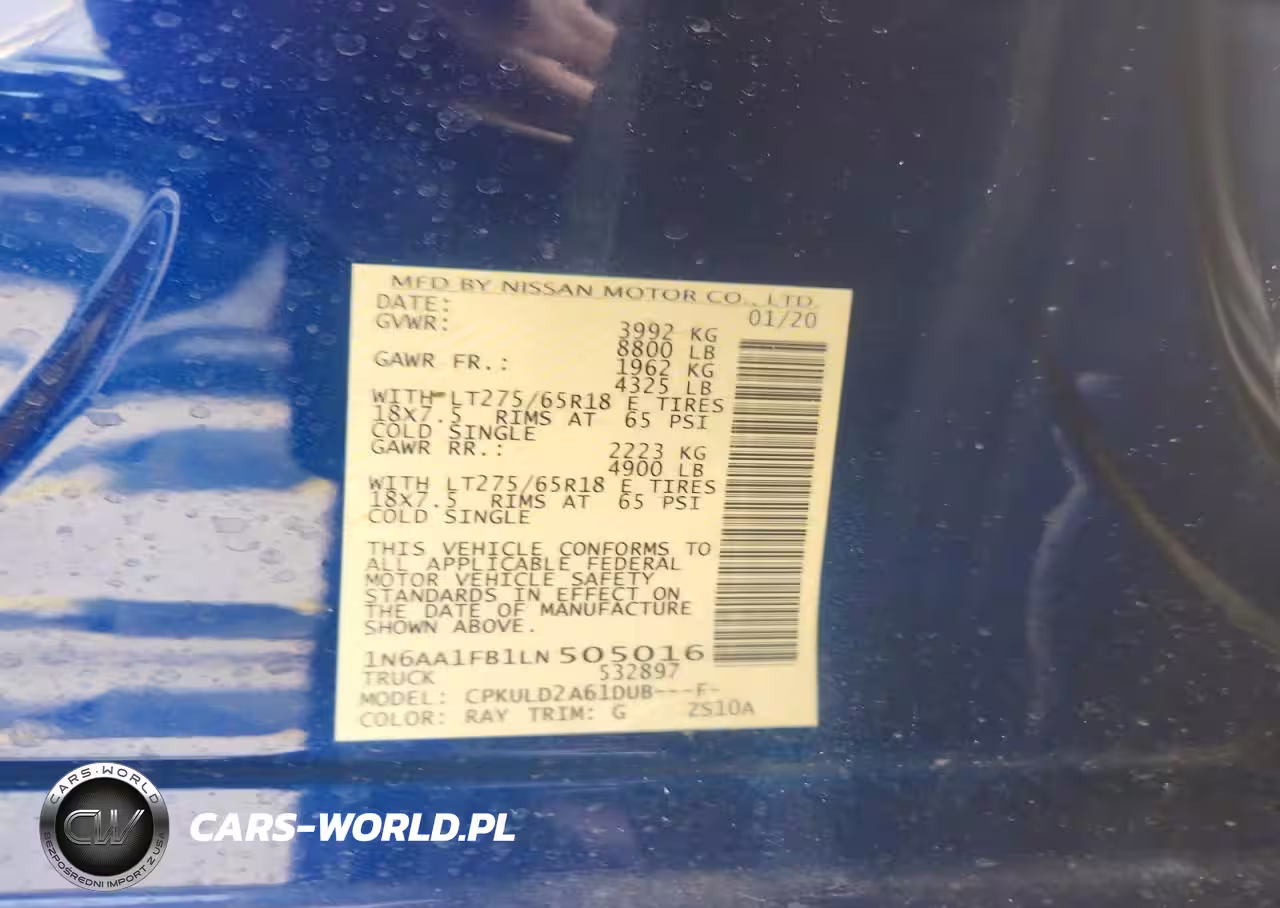 MFD BY NISSAN MOTOR CO., LTD.
DATE: 01/20
GVWR: 3992 KG
8800 LB
GAWR FR.: 1962 KG
4325 LB
WITH LT275/65R18 E TIRES
18X7.5 RIMS AT 65 PSI
COLD SINGLE
GAWR RR.: 2223 KG
4900 LB
WITH LT275/65R18 E TIRES
18X7.5 RIMS AT 65 PSI
COLD SINGLE
THIS VEHICLE CONFORMS TO
ALL APPLICABLE FEDERAL
MOTOR VEHICLE SAFETY
STANDARDS IN EFFECT ON
THE DATE OF MANUFACTURE
SHOWN ABOVE.
1N6AA1FB1LN505016
TRUCK 532897
MODEL: CPKULD2A61DUB---F-
COLOR: RAY TRIM: G ZS10A
CARS-WORLD
CW
BEZPOŚREDNI IMPORT Z USA
CARS-WORLD.PL